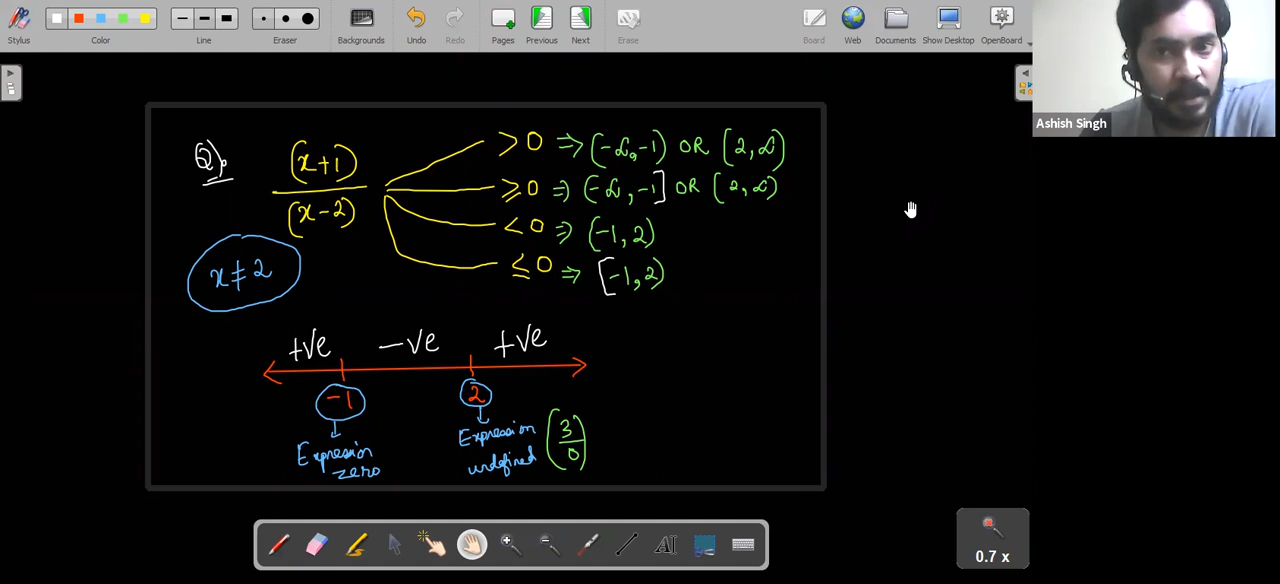 Stylus Color Line Eraser Backgrounds Undo Redo Pages Previous Next Erase Board Web Documents Show Desktop OpenBoard
Ashish Singh
Q). (x+1)/(x-2) > 0 ⇒ (-∞, -1) OR (2, ∞)
≥ 0 ⇒ (-∞, -1] OR (2, ∞)
< 0 ⇒ (-1, 2)
≤ 0 ⇒ [-1, 2)
x ≠ 2
+ve -ve +ve
-1 2
Expression zero
Expression undefined (3/0)
0.7 x